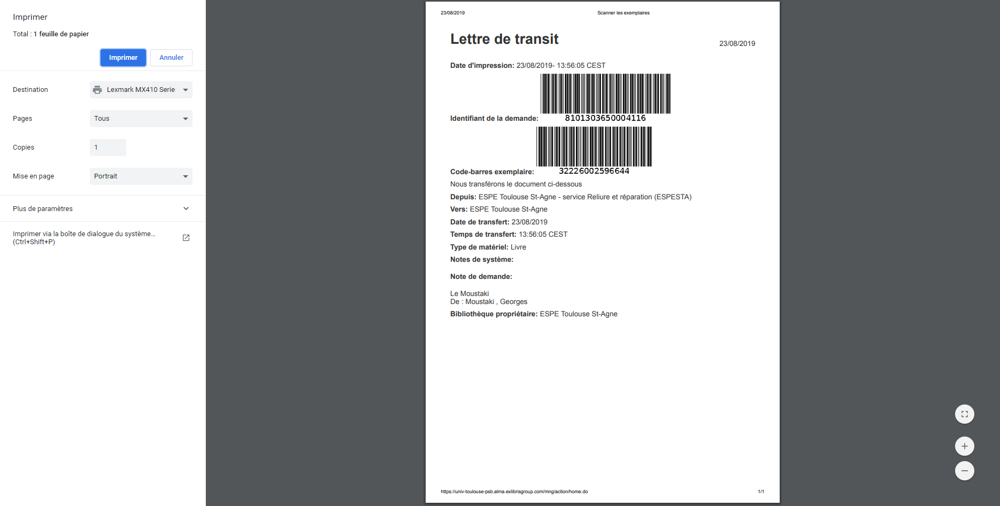 Imprimer
Total : 1 feuille de papier
Imprimer
Annuler
Destination
Lexmark MX410 Serie
Pages
Tous
Copies
1
Mise en page
Portrait
Plus de paramètres
Imprimer via la boîte de dialogue du système...
(Ctrl+Shift+P)
23/08/2019
Scanner les exemplaires
Lettre de transit
23/08/2019
Date d'impression: 23/08/2019- 13:56:05 CEST
Identifiant de la demande: 8101303650004116
Code-barres exemplaire: 32226002596644
Nous transférons le document ci-dessous
Depuis: ESPE Toulouse St-Agne - service Reliure et réparation (ESPESTA)
Vers: ESPE Toulouse St-Agne
Date de transfert: 23/08/2019
Temps de transfert: 13:56:05 CEST
Type de matériel: Livre
Notes de système:
Note de demande:
Le Moustaki
De : Moustaki , Georges
Bibliothèque propriétaire: ESPE Toulouse St-Agne
https://univ-toulouse-psb.alma.exlibrisgroup.com/mng/action/home.do
1/1